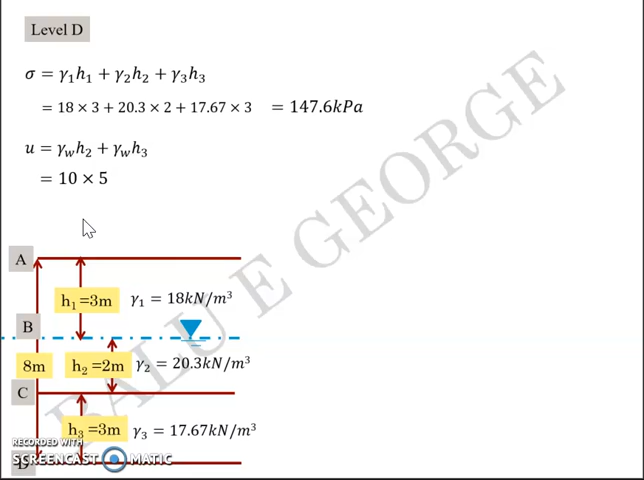 Level D
σ = γ₁h₁ + γ₂h₂ + γ₃h₃
= 18 × 3 + 20.3 × 2 + 17.67 × 3 = 147.6kPa
u = γwh₂ + γwh₃
= 10 × 5
A
h₁ =3m γ₁ = 18kN/m³
B
8m h₂ =2m γ₂ = 20.3kN/m³
C
h₃ =3m γ₃ = 17.67kN/m³
RECORDED WITH
SCREENCAST MATIC
D
BALU E GEORGE